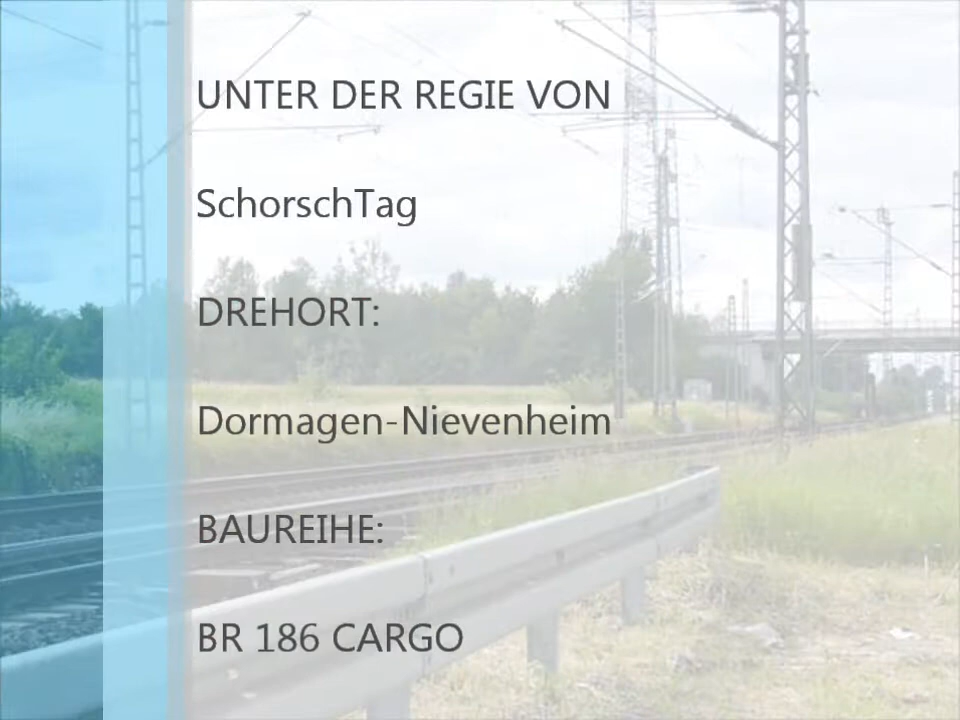 UNTER DER REGIE VON
SchorschTag
DREHORT:
Dormagen-Nievenheim
BAUREIHE:
BR 186 CARGO